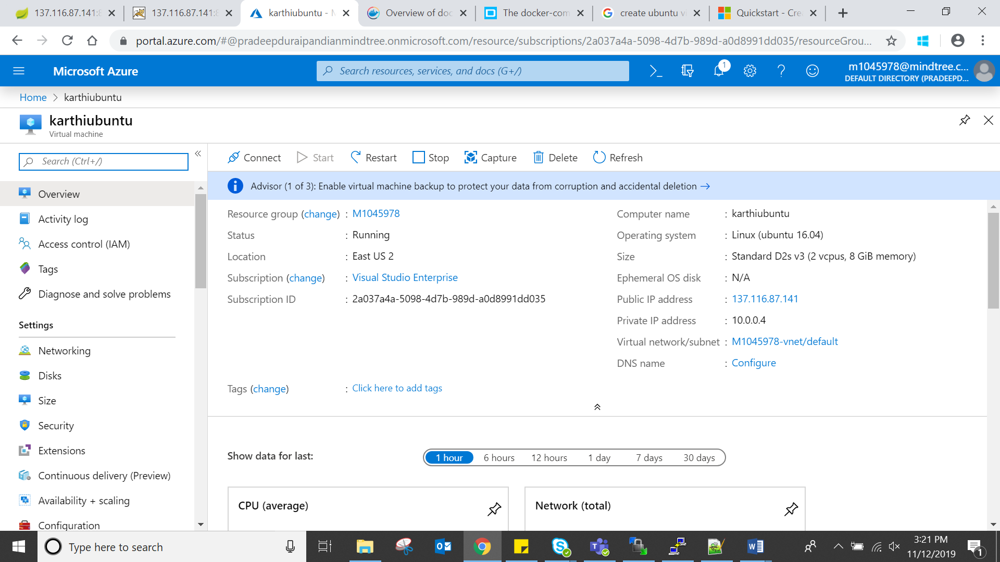 137.116.87.141:8
137.116.87.141:8
karthiubuntu - M
Overview of doc
The docker-com
create ubuntu vi
Quickstart - Crea
portal.azure.com/#@pradeepduraipandianmindtree.onmicrosoft.com/resource/subscriptions/2a037a4a-5098-4d7b-989d-a0d8991dd035/resourceGrou...
Microsoft Azure
Search resources, services, and docs (G+/)
1
m1045978@mindtree.c...
DEFAULT DIRECTORY (PRADEEPD...
Home > karthiubuntu
karthiubuntu
Virtual machine
Search (Ctrl+/)
Overview
Activity log
Access control (IAM)
Tags
Diagnose and solve problems
Settings
Networking
Disks
Size
Security
Extensions
Continuous delivery (Preview)
Availability + scaling
Configuration
Connect
Start
Restart
Stop
Capture
Delete
Refresh
Advisor (1 of 3): Enable virtual machine backup to protect your data from corruption and accidental deletion →
Resource group (change) : M1045978
Status : Running
Location : East US 2
Subscription (change) : Visual Studio Enterprise
Subscription ID : 2a037a4a-5098-4d7b-989d-a0d8991dd035
Computer name : karthiubuntu
Operating system : Linux (ubuntu 16.04)
Size : Standard D2s v3 (2 vcpus, 8 GiB memory)
Ephemeral OS disk : N/A
Public IP address : 137.116.87.141
Private IP address : 10.0.0.4
Virtual network/subnet : M1045978-vnet/default
DNS name : Configure
Tags (change) : Click here to add tags
Show data for last:
1 hour
6 hours
12 hours
1 day
7 days
30 days
CPU (average)
Network (total)
Type here to search
3:21 PM
11/12/2019
1